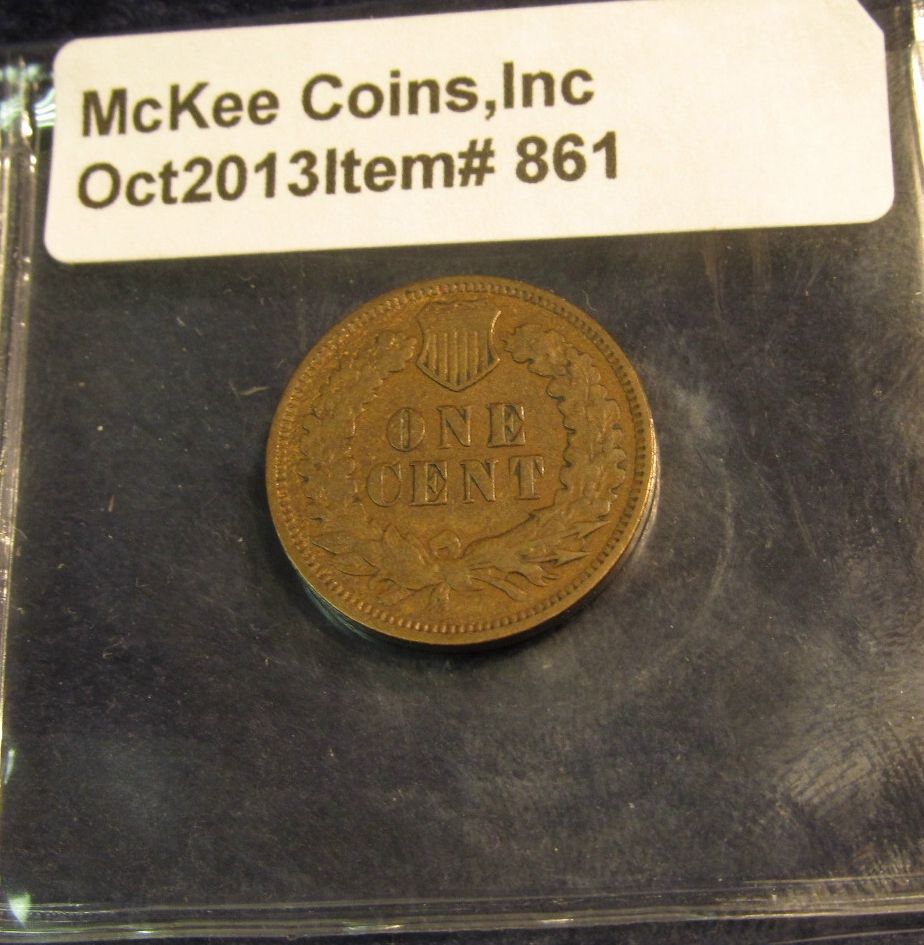 McKee Coins,Inc
Oct2013Item# 861
ONE
CENT